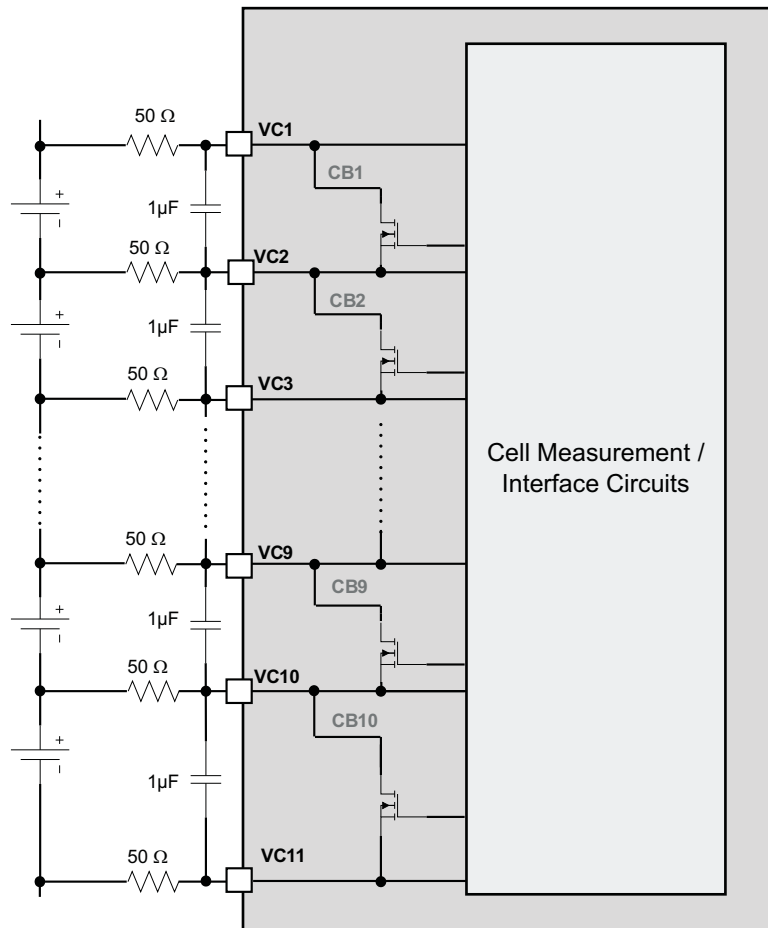 50 Ω
VC1
CB1
+
1µF
−
50 Ω
VC2
CB2
+
1µF
−
50 Ω
VC3
Cell Measurement /
Interface Circuits
50 Ω
VC9
CB9
+
1µF
−
50 Ω
VC10
CB10
+
−
1µF
50 Ω
VC11